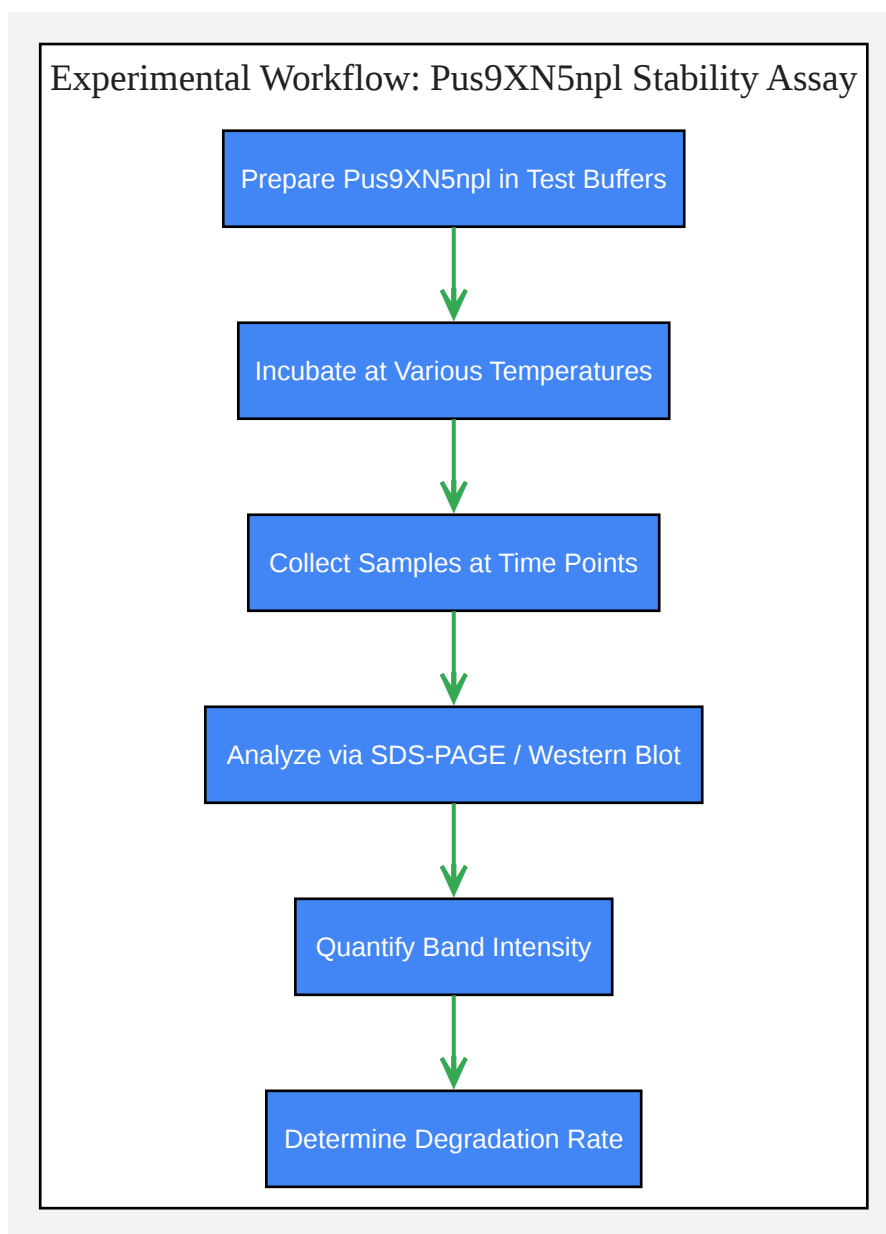 Experimental Workflow: Pus9XN5npl Stability Assay
Prepare Pus9XN5npl in Test Buffers
Incubate at Various Temperatures
Collect Samples at Time Points
Analyze via SDS-PAGE / Western Blot
Quantify Band Intensity
Determine Degradation Rate